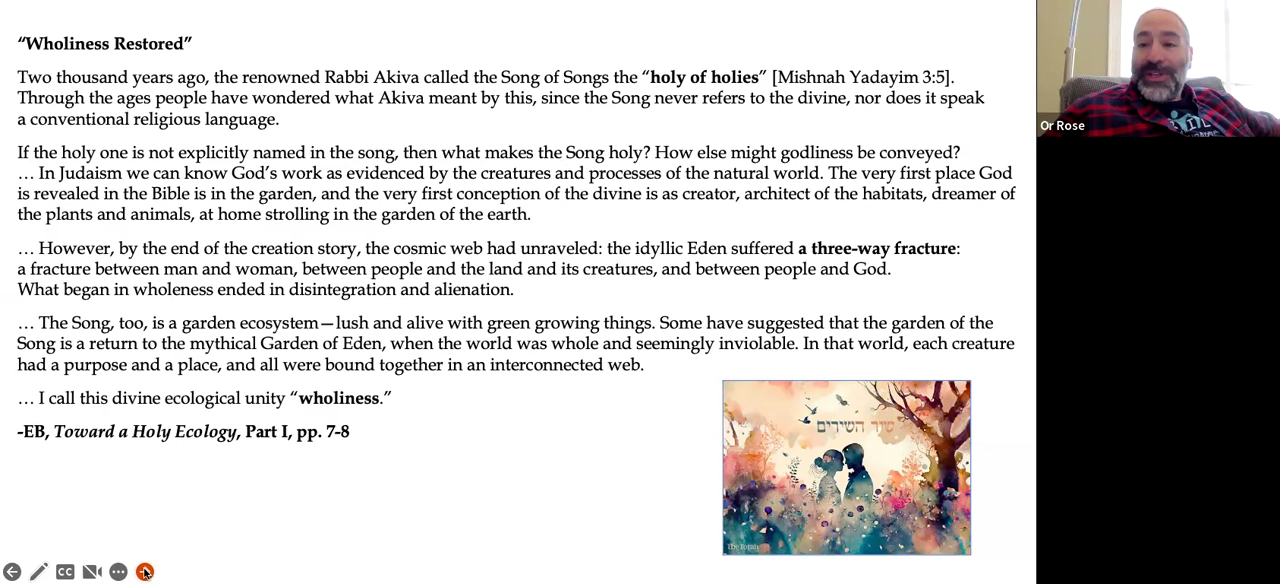 “Wholiness Restored”
Two thousand years ago, the renowned Rabbi Akiva called the Song of Songs the “holy of holies” [Mishnah Yadayim 3:5].
Through the ages people have wondered what Akiva meant by this, since the Song never refers to the divine, nor does it speak
a conventional religious language.
If the holy one is not explicitly named in the song, then what makes the Song holy? How else might godliness be conveyed?
… In Judaism we can know God’s work as evidenced by the creatures and processes of the natural world. The very first place God
is revealed in the Bible is in the garden, and the very first conception of the divine is as creator, architect of the habitats, dreamer of
the plants and animals, at home strolling in the garden of the earth.
… However, by the end of the creation story, the cosmic web had unraveled: the idyllic Eden suffered a three-way fracture:
a fracture between man and woman, between people and the land and its creatures, and between people and God.
What began in wholeness ended in disintegration and alienation.
… The Song, too, is a garden ecosystem—lush and alive with green growing things. Some have suggested that the garden of the
Song is a return to the mythical Garden of Eden, when the world was whole and seemingly inviolable. In that world, each creature
had a purpose and a place, and all were bound together in an interconnected web.
… I call this divine ecological unity “wholiness.”
-EB, Toward a Holy Ecology, Part I, pp. 7-8
שיר השירים
Or Rose
CC